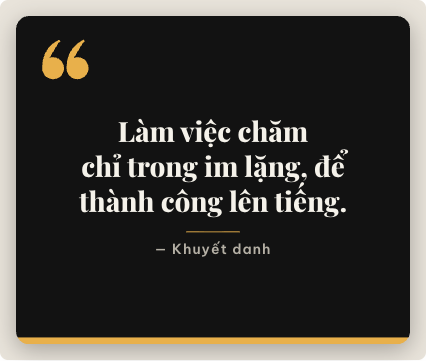 “
Làm việc chăm
chỉ trong im lặng, để
thành công lên tiếng.
— Khuyết danh